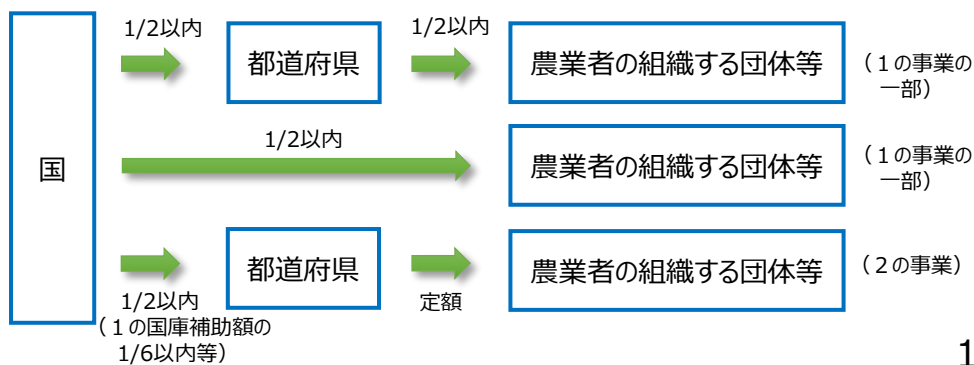 国
1/2以内
都道府県
1/2以内
農業者の組織する団体等
（１の事業の
一部）
1/2以内
農業者の組織する団体等
（１の事業の
一部）
1/2以内
（１の国庫補助額の
1/6以内等）
都道府県
定額
農業者の組織する団体等
（２の事業）
1